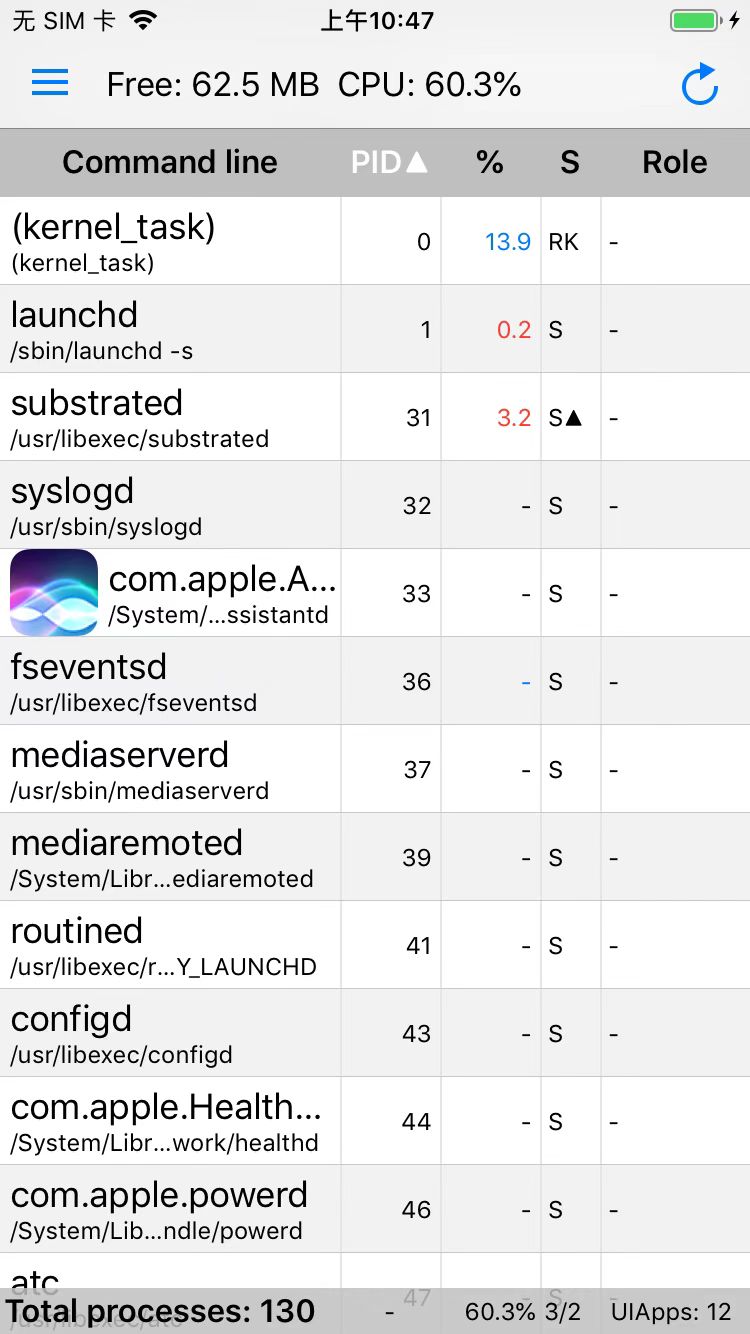 无 SIM 卡 上午10:47
Free: 62.5 MB CPU: 60.3%
Command line PID▲ % S Role
(kernel_task)
(kernel_task)
0 13.9 RK -
launchd
/sbin/launchd -s
1 0.2 S -
substrated
/usr/libexec/substrated
31 3.2 S▲ -
syslogd
/usr/sbin/syslogd
32 - S -
com.apple.A...
/System/...ssistantd
33 - S -
fseventsd
/usr/libexec/fseventsd
36 - S -
mediaserverd
/usr/sbin/mediaserverd
37 - S -
mediaremoted
/System/Libr...ediaremoted
39 - S -
routined
/usr/libexec/r...Y_LAUNCHD
41 - S -
configd
/usr/libexec/configd
43 - S -
com.apple.Health...
/System/Libr...work/healthd
44 - S -
com.apple.powerd
/System/Lib...ndle/powerd
46 - S -
atc
/usr/libexec/atc
47 - S -
Total processes: 130 - 60.3% 3/2 UIApps: 12